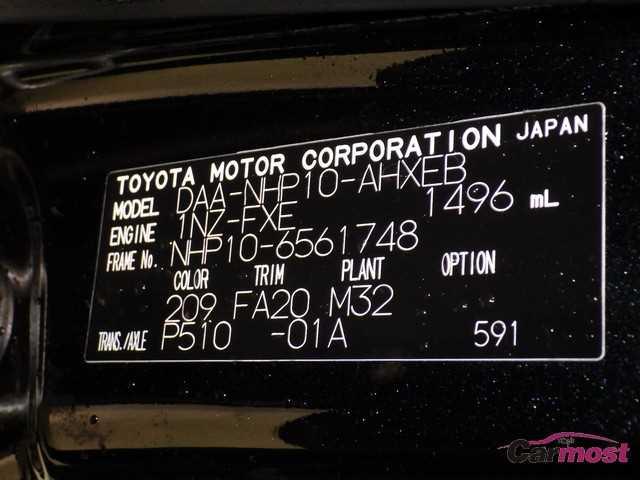 TOYOTA MOTOR CORPORATION JAPAN
MODEL DAA-NHP10-AHXEB
ENGINE 1NZ-FXE 1496 mL
FRAME No. NHP10-6561748
COLOR TRIM PLANT OPTION
209 FA20 M32
TRANS./AXLE P510 -01A 591
Carmost